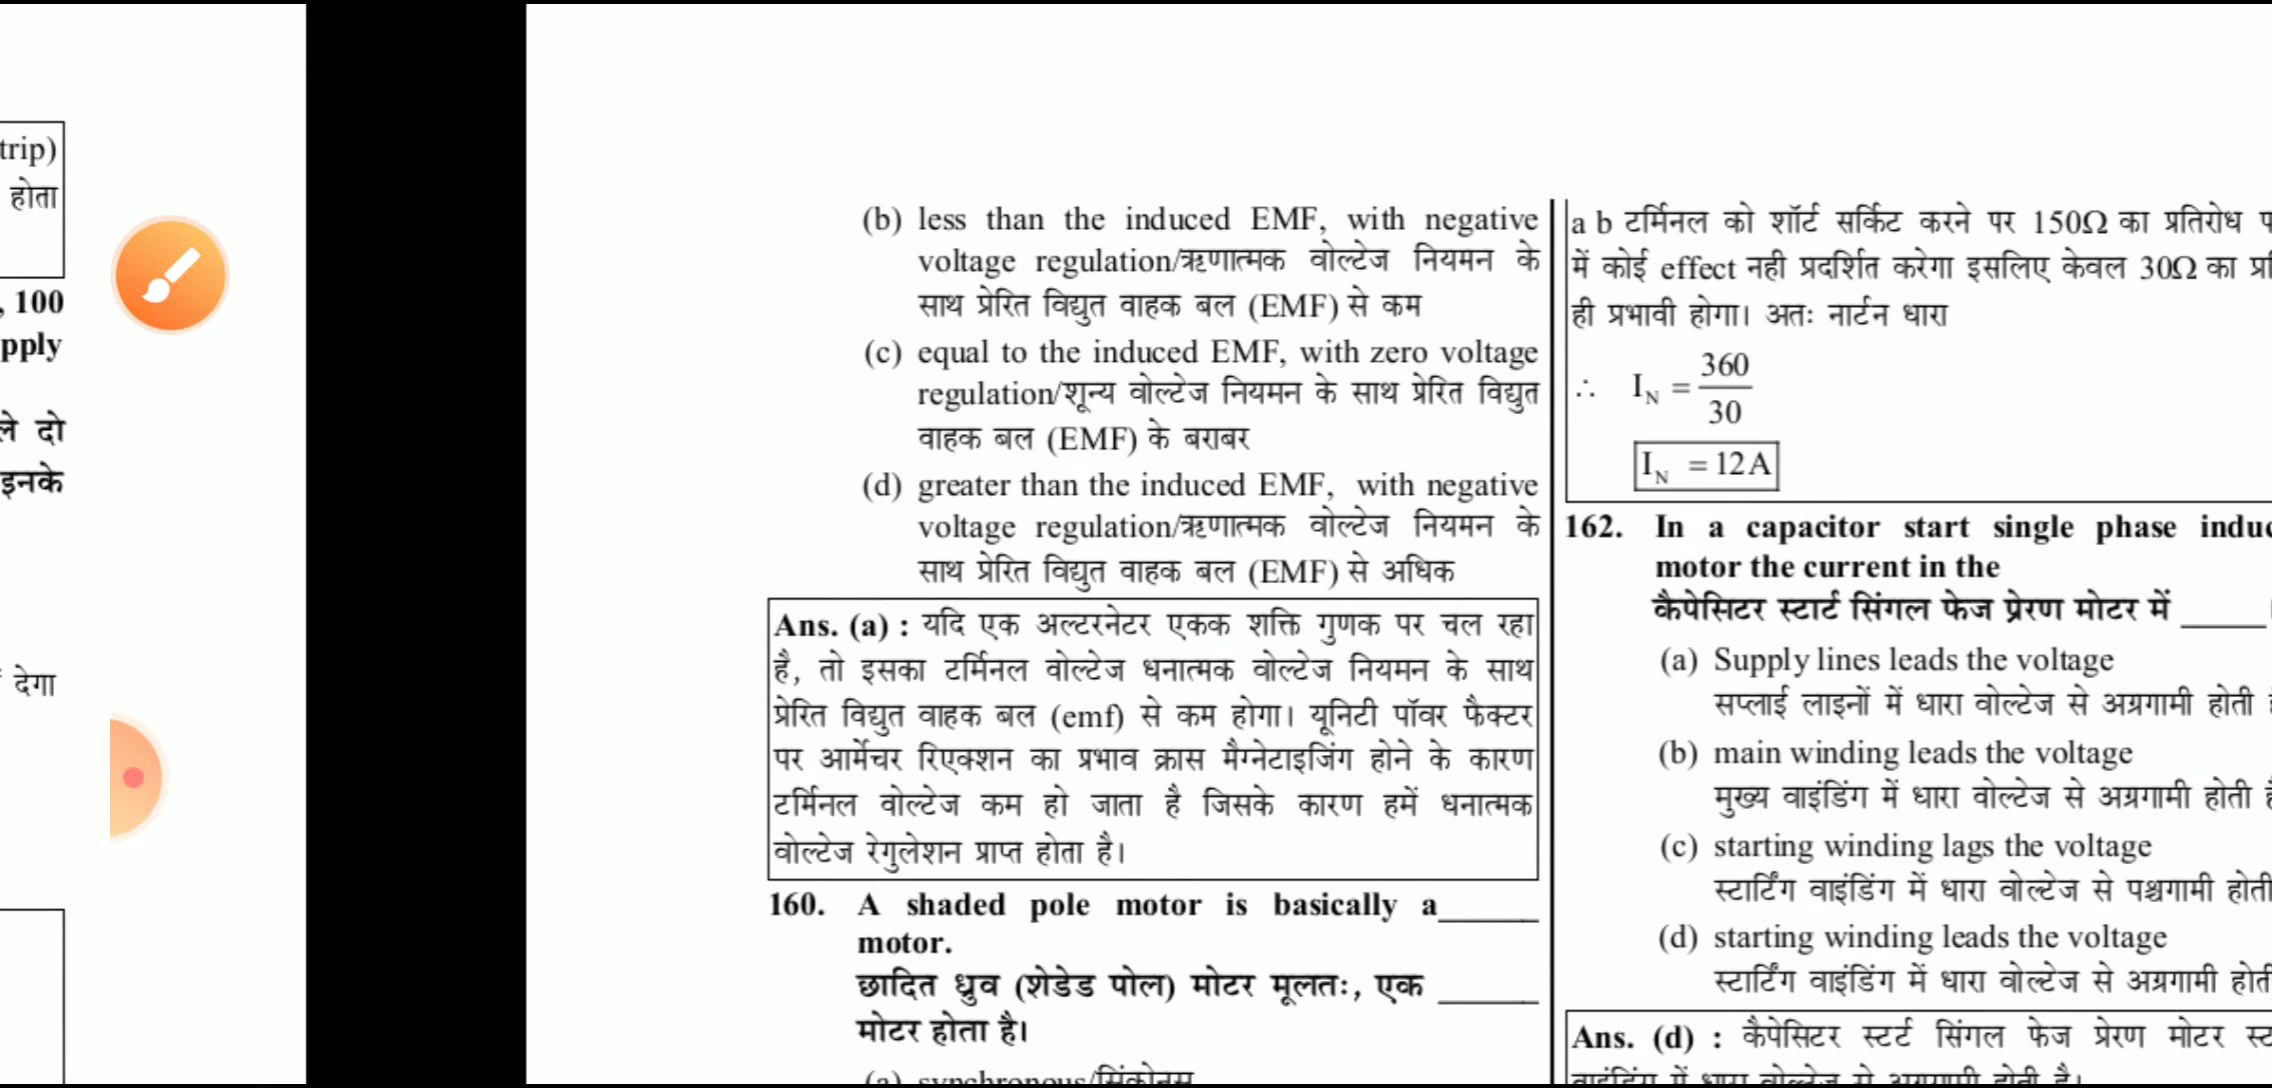 trip)
होता
, 100
pply
ले दो
इनके
देगा
(b) less than the induced EMF, with negative
voltage regulation/ऋणात्मक वोल्टेज नियमन के
साथ प्रेरित विद्युत वाहक बल (EMF) से कम
(c) equal to the induced EMF, with zero voltage
regulation/शून्य वोल्टेज नियमन के साथ प्रेरित विद्युत
वाहक बल (EMF) के बराबर
(d) greater than the induced EMF, with negative
voltage regulation/ऋणात्मक वोल्टेज नियमन के
साथ प्रेरित विद्युत वाहक बल (EMF) से अधिक
Ans. (a) : यदि एक अल्टरनेटर एकक शक्ति गुणक पर चल रहा
है, तो इसका टर्मिनल वोल्टेज धनात्मक वोल्टेज नियमन के साथ
प्रेरित विद्युत वाहक बल (emf) से कम होगा। यूनिटी पॉवर फैक्टर
पर आर्मेचर रिएक्शन का प्रभाव क्रास मैग्नेटाइजिंग होने के कारण
टर्मिनल वोल्टेज कम हो जाता है जिसके कारण हमें धनात्मक
वोल्टेज रेगुलेशन प्राप्त होता है।
160. A shaded pole motor is basically a______
motor.
छादित ध्रुव (शेडेड पोल) मोटर मूलतः, एक ______
मोटर होता है।
(a) synchronous/सिंक्रोनस
a b टर्मिनल को शॉर्ट सर्किट करने पर 150Ω का प्रतिरोध
में कोई effect नही प्रदर्शित करेगा इसलिए केवल 30Ω का
ही प्रभावी होगा। अतः नार्टन धारा
∴ I_N = 360/30
I_N = 12A
162. In a capacitor start single phase induc
motor the current in the
कैपेसिटर स्टार्ट सिंगल फेज प्रेरण मोटर में _____
(a) Supply lines leads the voltage
सप्लाई लाइनों में धारा वोल्टेज से अग्रगामी होती
(b) main winding leads the voltage
मुख्य वाइंडिंग में धारा वोल्टेज से अग्रगामी होती
(c) starting winding lags the voltage
स्टार्टिंग वाइंडिंग में धारा वोल्टेज से पश्चगामी होती
(d) starting winding leads the voltage
स्टार्टिंग वाइंडिंग में धारा वोल्टेज से अग्रगामी होती
Ans. (d) : कैपेसिटर स्टर्ट सिंगल फेज प्रेरण मोटर
वाइंडिंग में धारा वोल्टेज से अग्रगामी होती है।